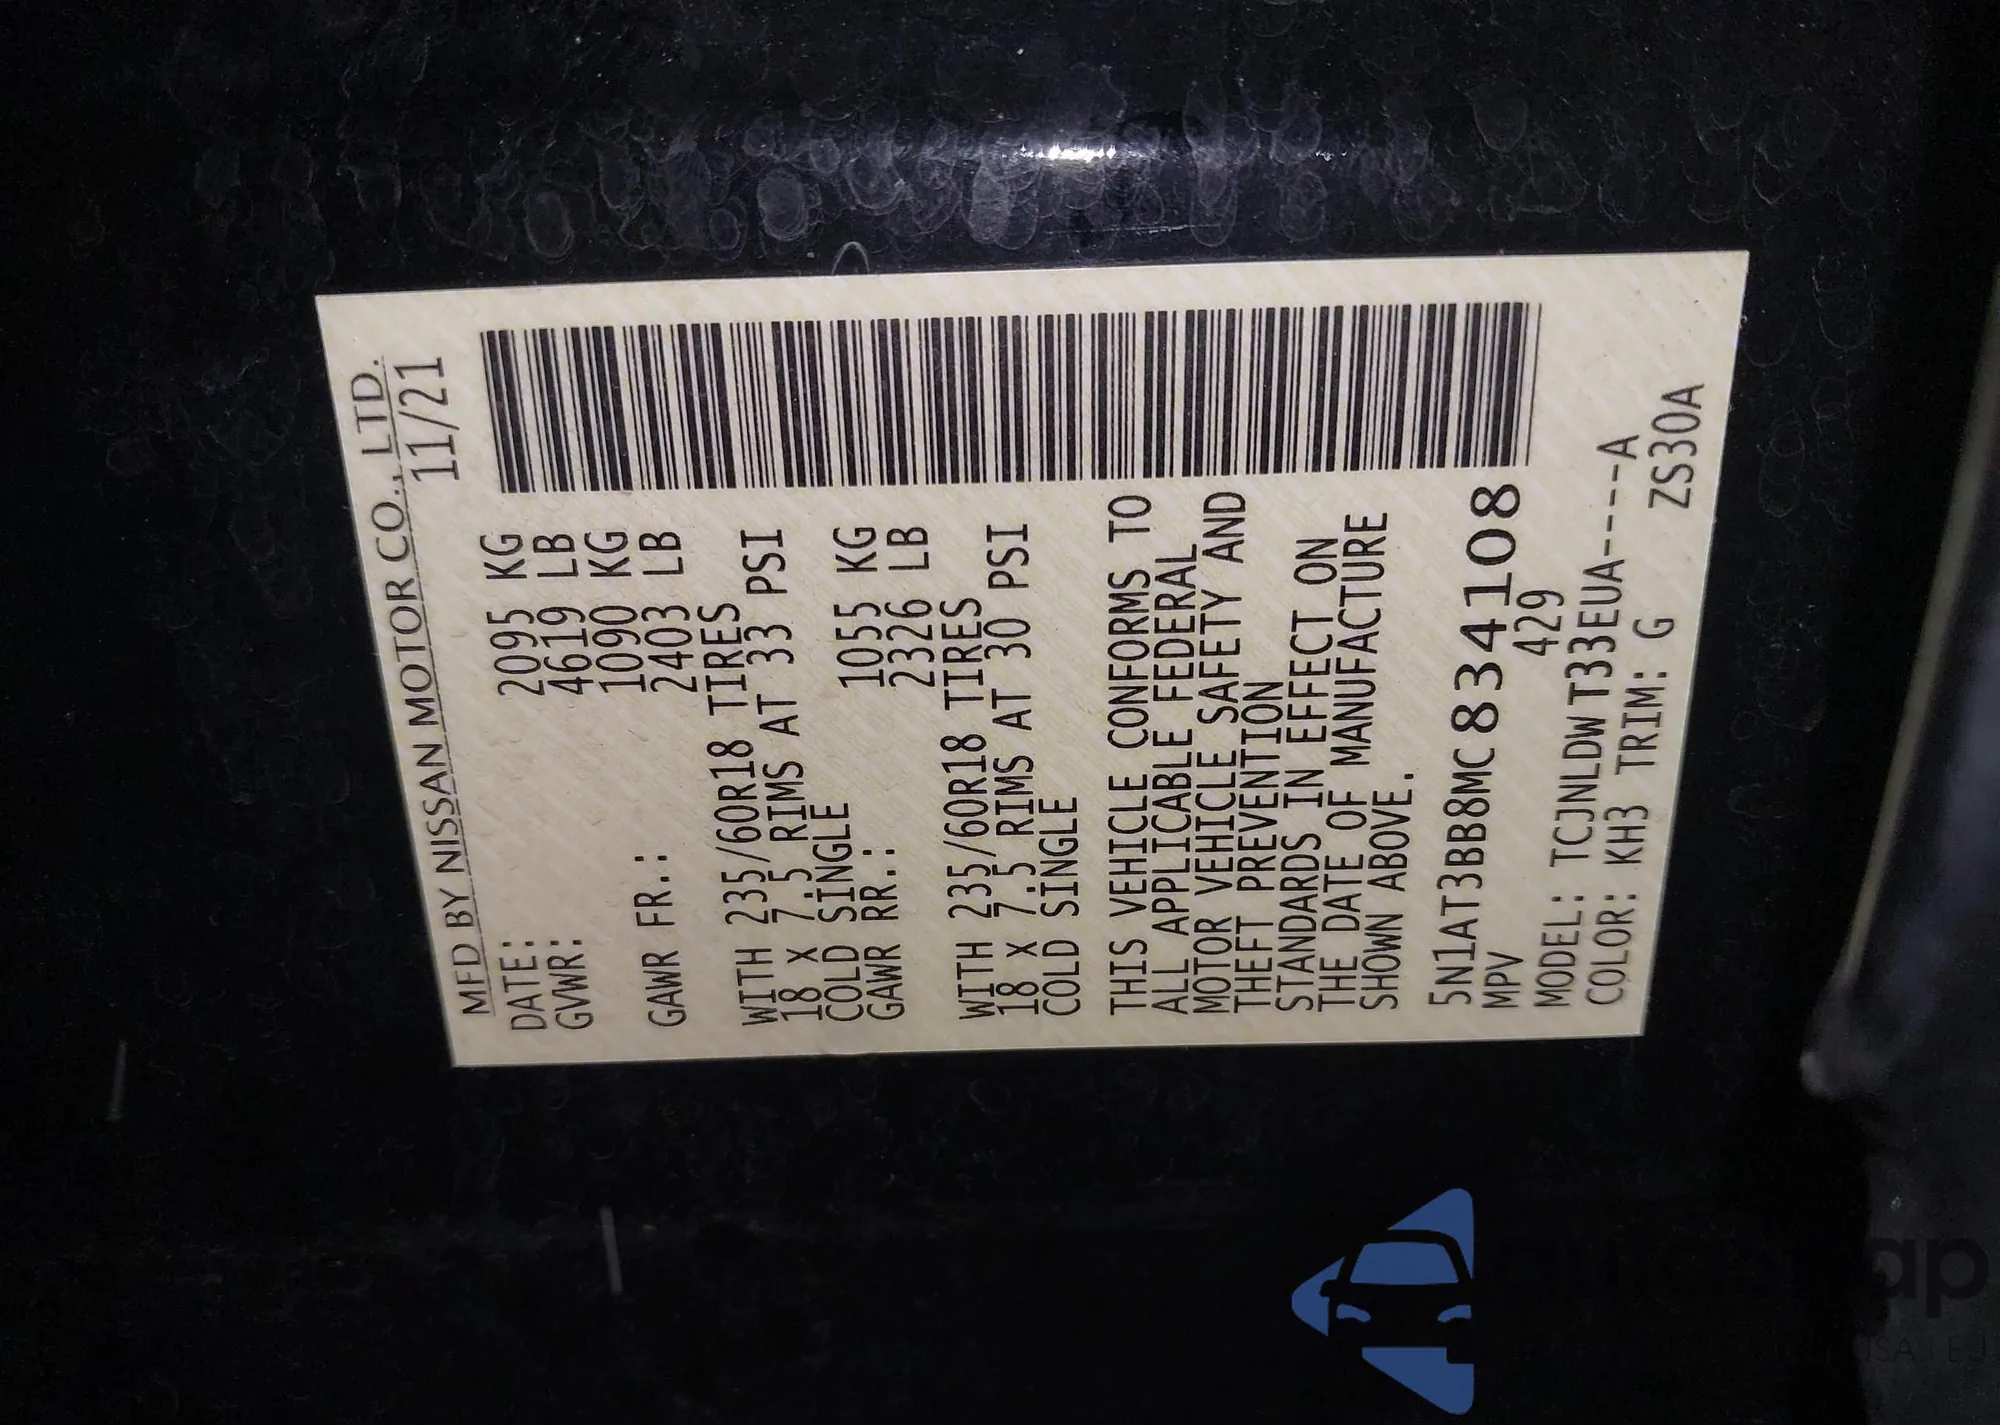 MFD BY NISSAN MOTOR CO., LTD.
DATE: 11/21
GVWR: 2095 KG
4619 LB
GAWR FR.: 1090 KG
2403 LB
WITH 235/60R18 TIRES
18 X 7.5 RIMS AT 33 PSI
COLD SINGLE
GAWR RR.: 1055 KG
2326 LB
WITH 235/60R18 TIRES
18 X 7.5 RIMS AT 30 PSI
COLD SINGLE
THIS VEHICLE CONFORMS TO
ALL APPLICABLE FEDERAL
MOTOR VEHICLE SAFETY AND
THEFT PREVENTION
STANDARDS IN EFFECT ON
THE DATE OF MANUFACTURE
SHOWN ABOVE.
5N1AT3BB8MC834108
MPV 429
MODEL: TCJNLDWT33EUA----A
COLOR: KH3 TRIM: G ZS30A